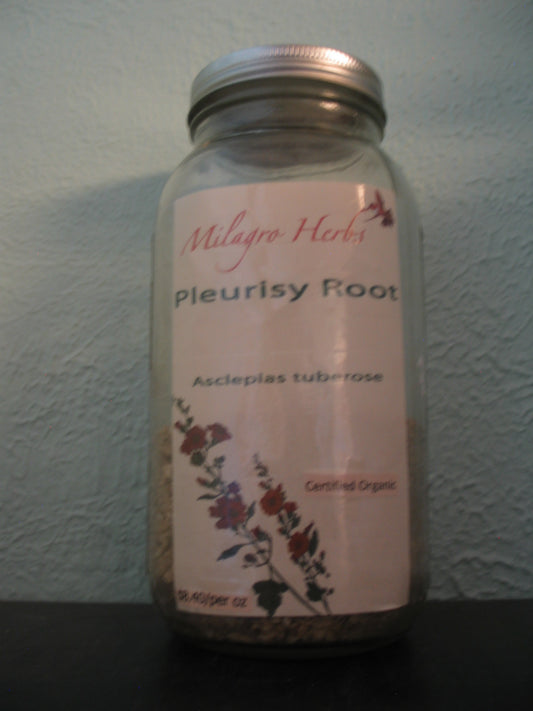 Milagro Herbs
Pleurisy Root
Asclepias tuberose
Certified Organic
$8.40/per oz